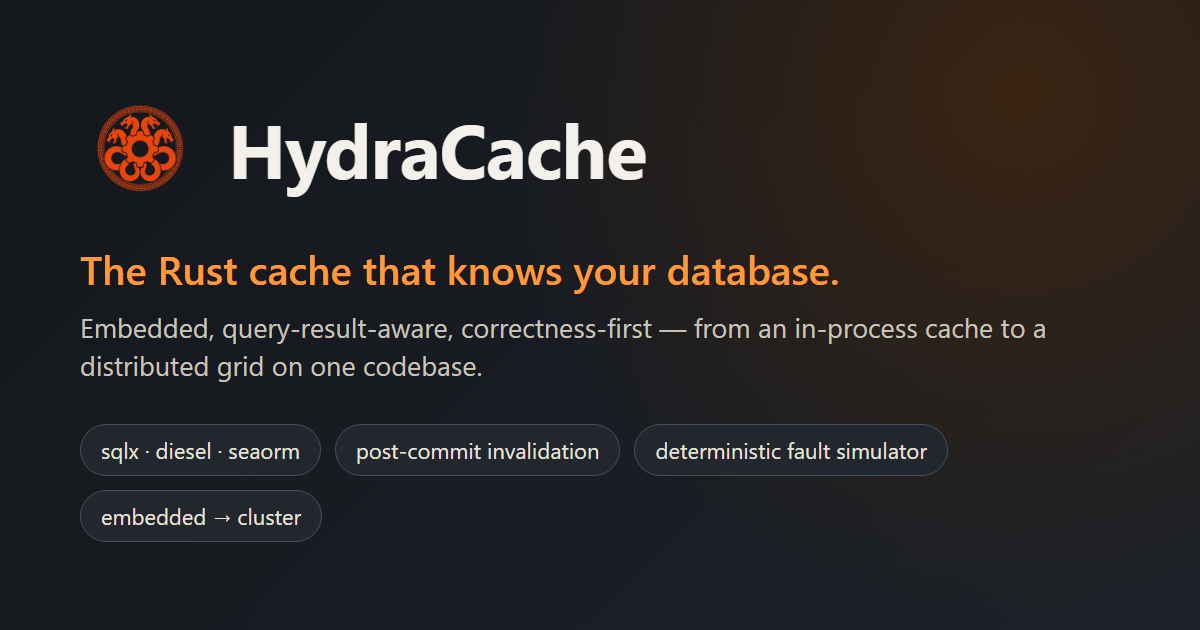 HydraCache
The Rust cache that knows your database.
Embedded, query-result-aware, correctness-first — from an in-process cache to a
distributed grid on one codebase.
sqlx · diesel · seaorm
post-commit invalidation
deterministic fault simulator
embedded → cluster